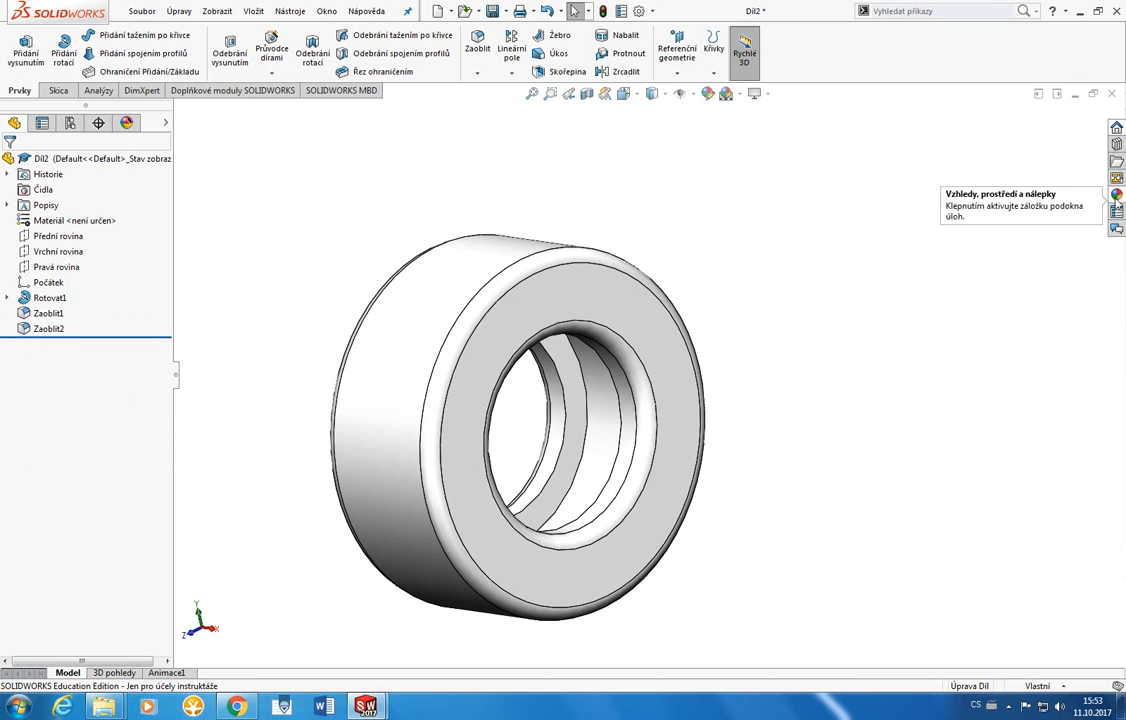 SOLIDWORKS
Soubor Úpravy Zobrazit Vložit Nástroje Okno Nápověda
Díl2 *
Vyhledat příkazy
Přidání vysunutím
Přidání rotací
Přidání tažením po křivce
Přidání spojením profilů
Ohraničení Přidání/Základu
Odebrání vysunutím
Průvodce dírami
Odebrání rotací
Odebrání tažením po křivce
Odebrání spojením profilů
Řez ohraničením
Zaoblit
Lineární pole
Žebro
Úkos
Skořepina
Nabalit
Protnout
Zrcadlit
Referenční geometrie
Křivky
Rychlé 3D
Prvky Skica Analýzy DimXpert Doplňkové moduly SOLIDWORKS SOLIDWORKS MBD
Díl2 (Default<<Default>_Stav zobraz
Historie
Čidla
Popisy
Materiál <není určen>
Přední rovina
Vrchní rovina
Pravá rovina
Počátek
Rotovat1
Zaoblit1
Zaoblit2
Vzhledy, prostředí a nálepky
Klepnutím aktivujte záložku podokna
úloh.
Y
Z X
Model 3D pohledy Animace1
SOLIDWORKS Education Edition - Jen pro účely instruktáže
Úprava Díl Vlastní
SW 2017
CS
15:53
11.10.2017